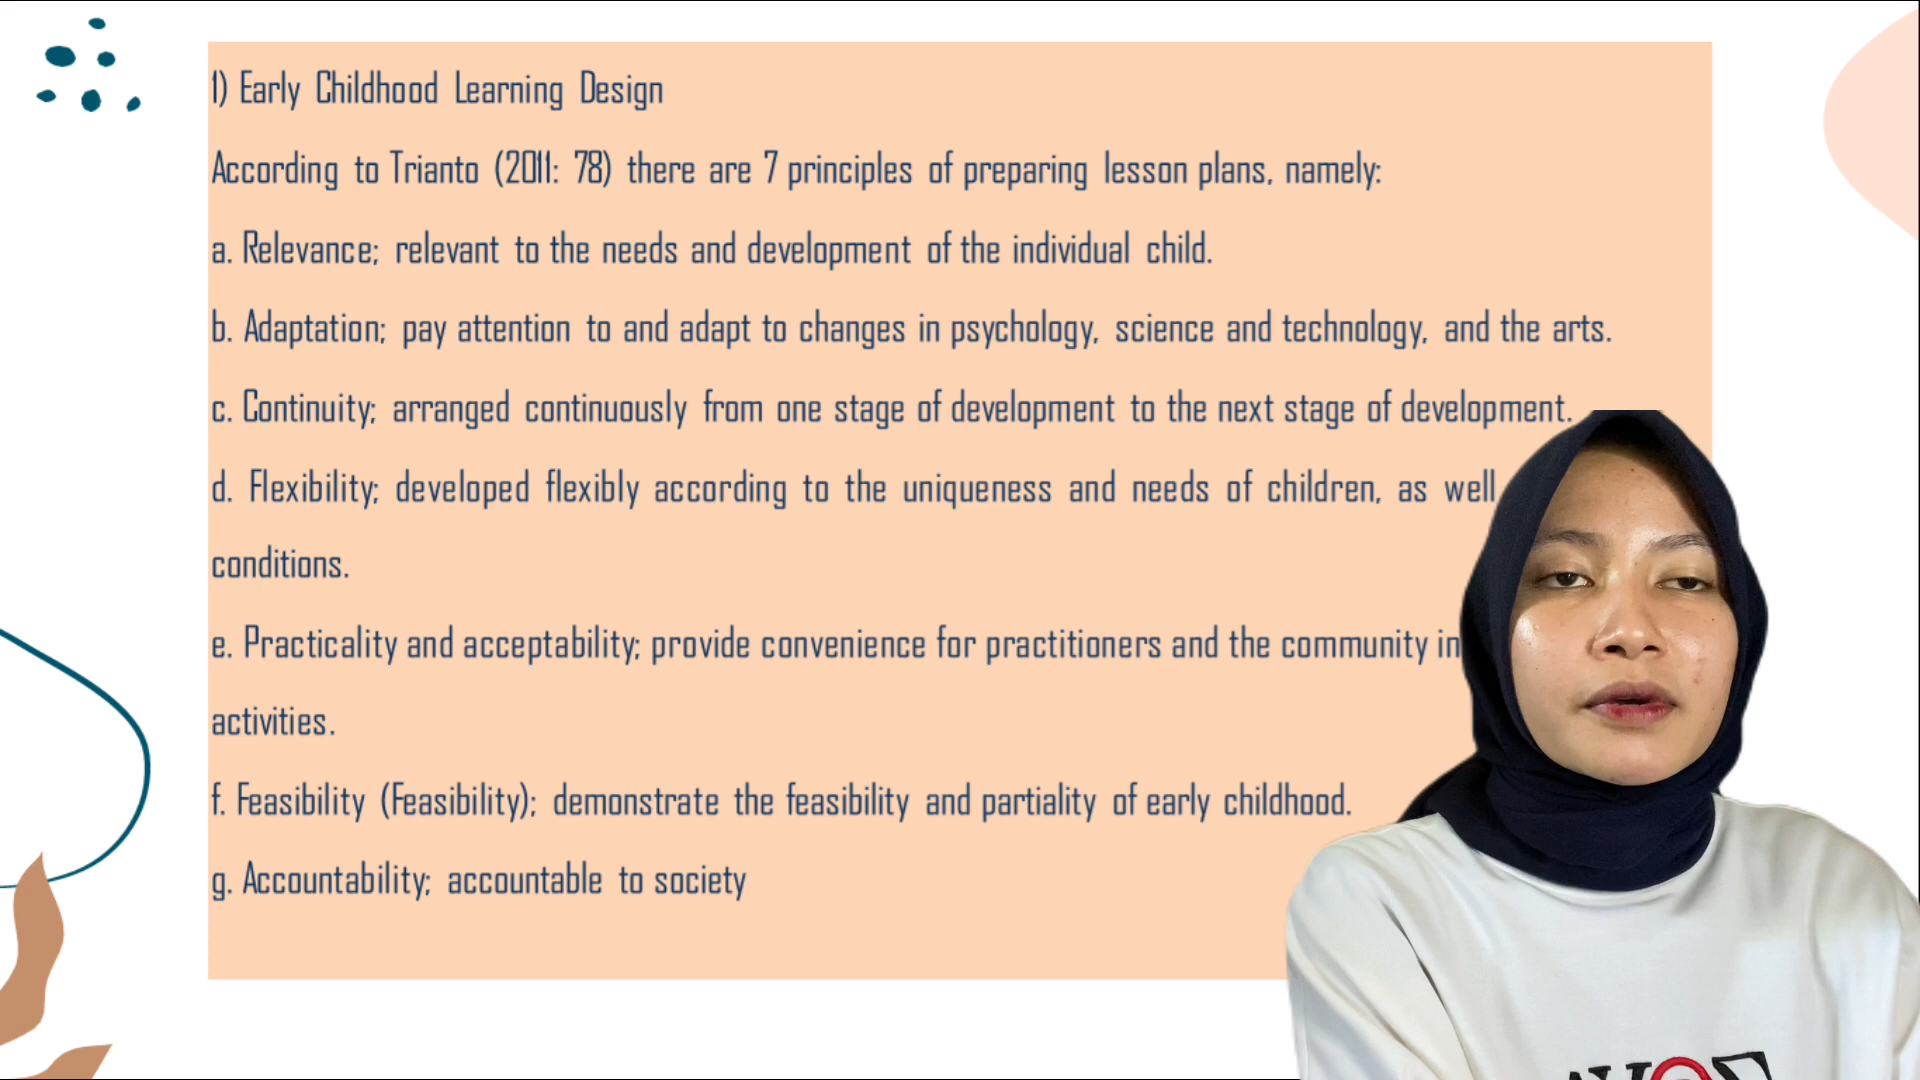 1) Early Childhood Learning Design
According to Trianto (2011: 78) there are 7 principles of preparing lesson plans, namely:
a. Relevance; relevant to the needs and development of the individual child.
b. Adaptation; pay attention to and adapt to changes in psychology, science and technology, and the arts.
c. Continuity; arranged continuously from one stage of development to the next stage of development.
d. Flexibility; developed flexibly according to the uniqueness and needs of children, as well
conditions.
e. Practicality and acceptability; provide convenience for practitioners and the community in
activities.
f. Feasibility (Feasibility); demonstrate the feasibility and partiality of early childhood.
g. Accountability; accountable to society